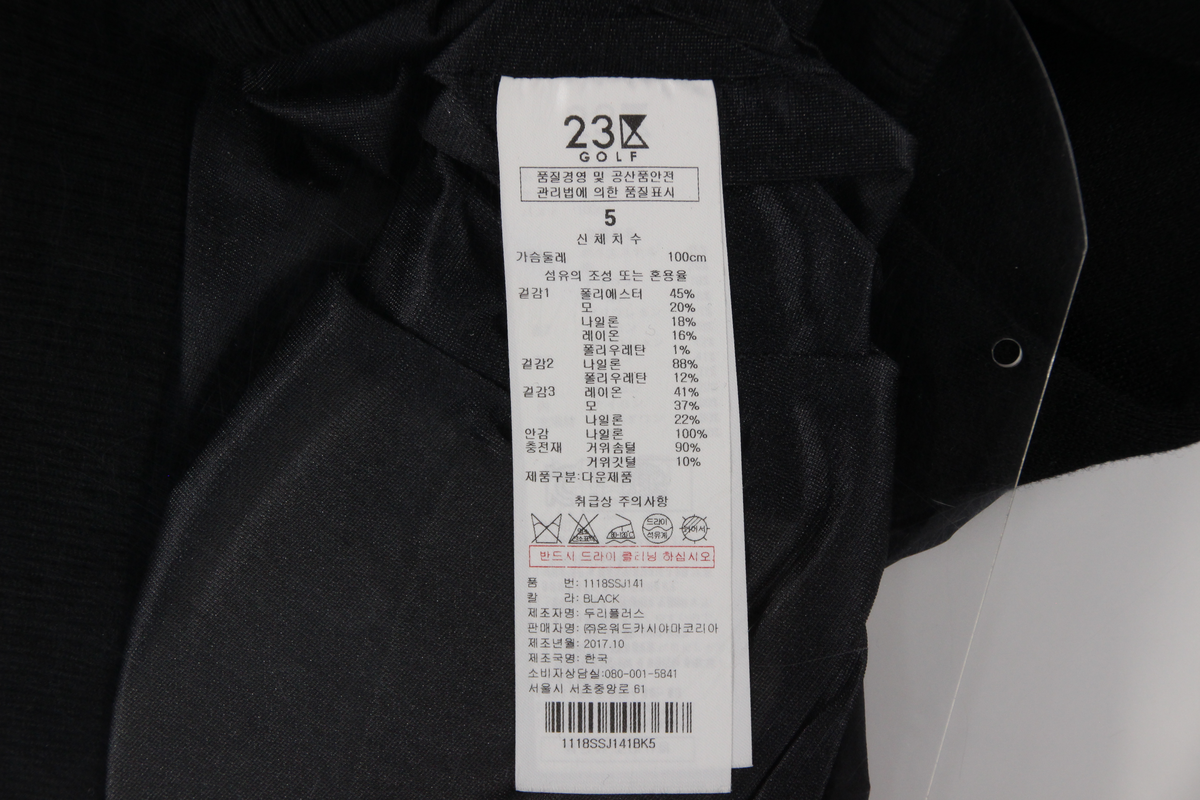 23区
GOLF
품질경영 및 공산품안전
관리법에 의한 품질표시
5
신체치수
가슴둘레 100cm
섬유의 조성 또는 혼용율
겉감1 폴리에스터 45%
모 20%
나일론 18%
레이온 16%
폴리우레탄 1%
겉감2 나일론 88%
폴리우레탄 12%
겉감3 레이온 41%
모 37%
나일론 22%
안감 나일론 100%
충전재 거위솜털 90%
거위깃털 10%
제품구분:다운제품
취급상 주의사항
드라이
석유계
반드시 드라이 클리닝 하십시오.
품 번: 1118SSJ141
칼 라: BLACK
제조자명: 두리플러스
판매자명: ㈜온워드카시야마코리아
제조년월: 2017.10
제조국명: 한국
소비자상담실:080-001-5841
서울시 서초중앙로 61
1118SSJ141BK5